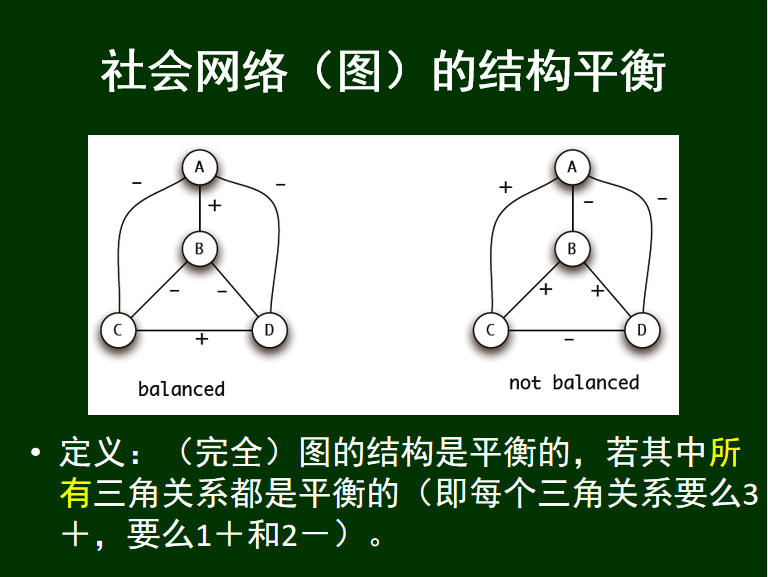 社会网络（图）的结构平衡
A
A
－
－
+
－
+
－
B
B
－
－
+
+
C
D
C
D
+
－
balanced
not balanced
• 定义：（完全）图的结构是平衡的，若其中所
有三角关系都是平衡的（即每个三角关系要么3
＋，要么1＋和2－）。